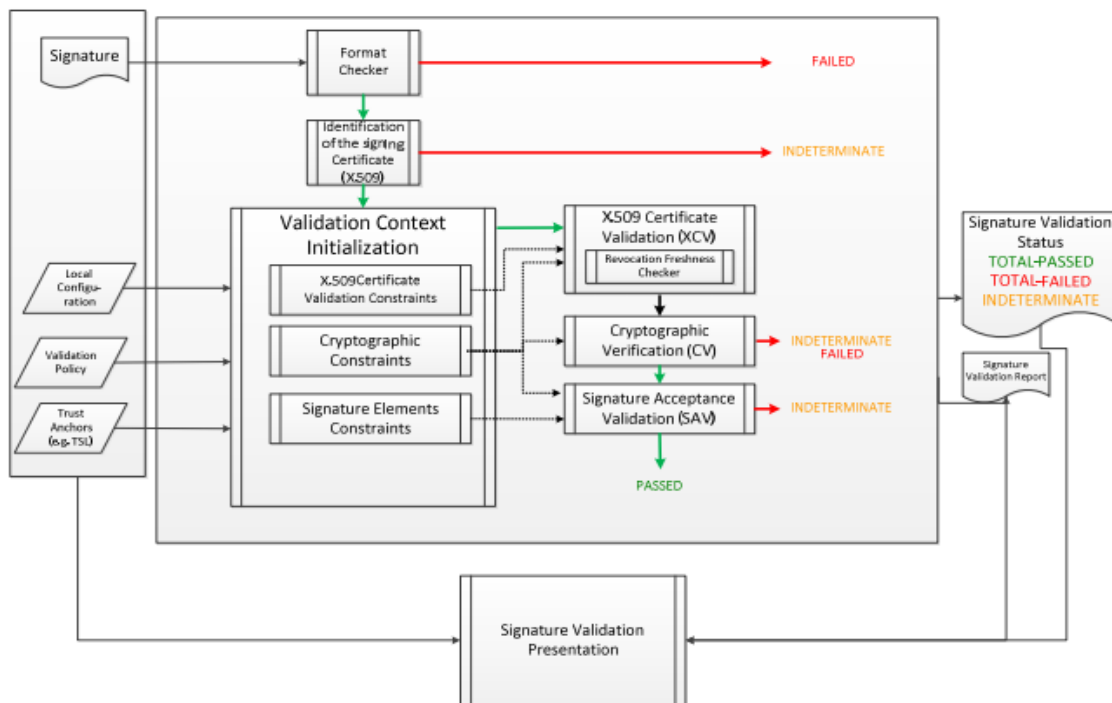 Signature
Format
Checker
FAILED
Identification
of the signing
Certificate
(X.509)
INDETERMINATE
Validation Context
Initialization
X.509 Certificate
Validation (XCV)
Revocation Freshness
Checker
Signature Validation
Status
TOTAL-PASSED
TOTAL-FAILED
INDETERMINATE
Local
Configu-
ration
X.509Certificate
Validation Constraints
Validation
Policy
Cryptographic
Constraints
Cryptographic
Verification (CV)
INDETERMINATE
FAILED
Signature
Validation Report
Trust
Anchors
(e.g. TSL)
Signature Elements
Constraints
Signature Acceptance
Validation (SAV)
INDETERMINATE
PASSED
Signature Validation
Presentation